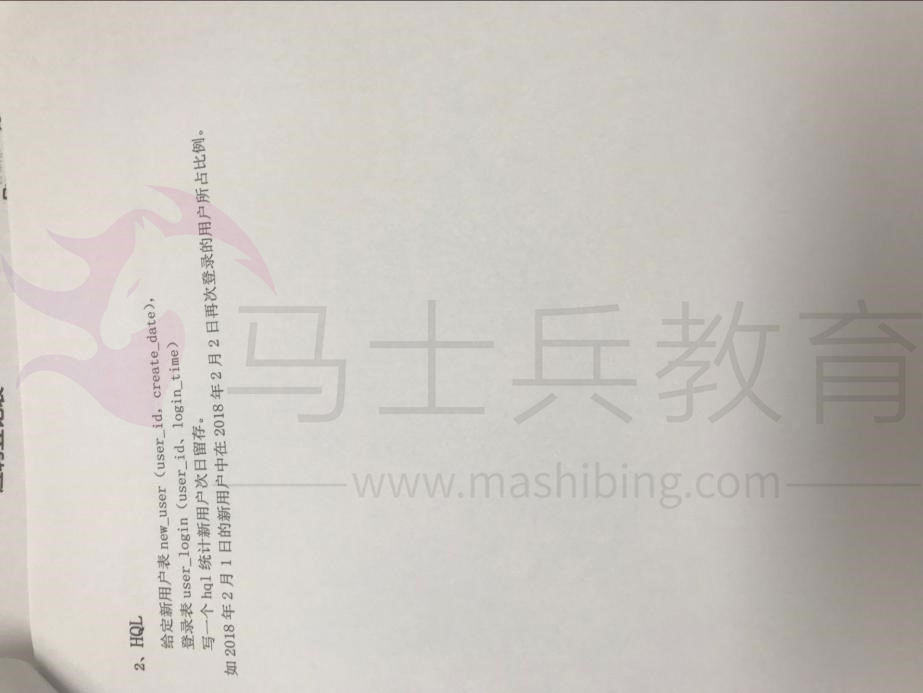 2、HQL
给定新用户表 new_user（user_id, create_date），
登录表 user_login（user_id、login_time）
写一个 hql 统计新用户次日留存。
如 2018 年 2 月 1 日的新用户中在 2018 年 2 月 2 日再次登录的用户所占比例。
马士兵教育
www.mashibing.com